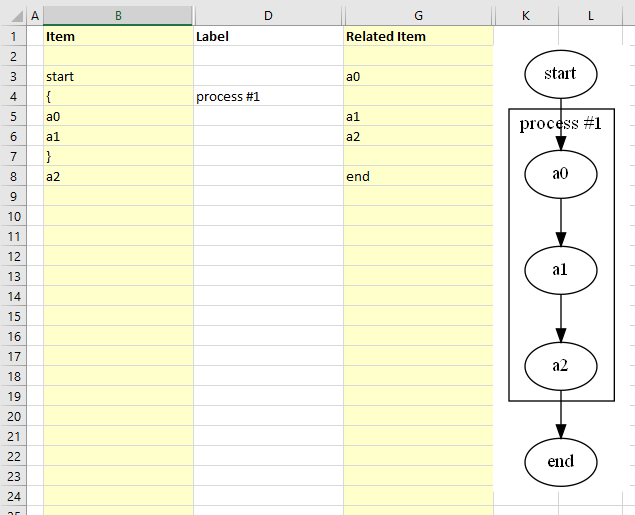 A B D G K L
1 Item Label Related Item
2
3 start a0
4 { process #1
5 a0 a1
6 a1 a2
7 }
8 a2 end
9
10
11
12
13
14
15
16
17
18
19
20
21
22
23
24
start
process #1
a0
a1
a2
end